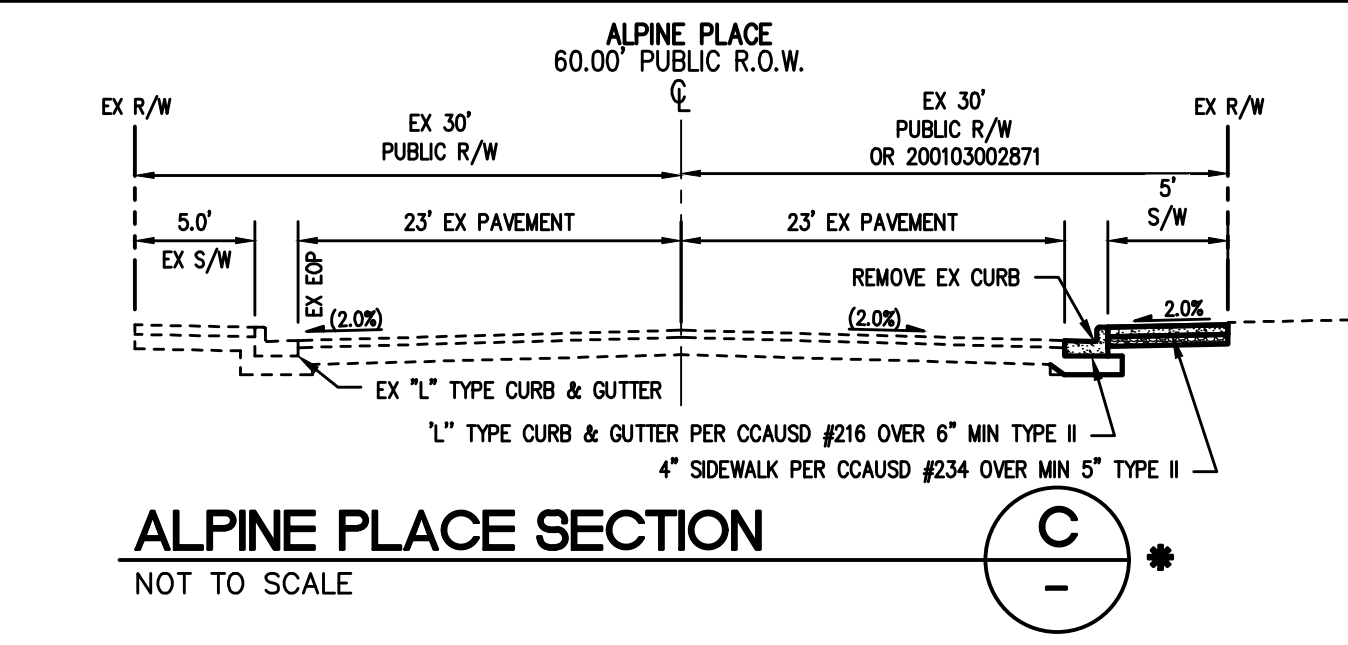 ALPINE PLACE
60.00' PUBLIC R.O.W.
℄
EX R/W
EX 30'
PUBLIC R/W
EX 30'
PUBLIC R/W
OR 200103002871
EX R/W
5.0'
EX S/W
EX EOP
23' EX PAVEMENT
23' EX PAVEMENT
5'
S/W
REMOVE EX CURB
(2.0%)
(2.0%)
2.0%
EX "L" TYPE CURB & GUTTER
'L" TYPE CURB & GUTTER PER CCAUSD #216 OVER 6" MIN TYPE II
4" SIDEWALK PER CCAUSD #234 OVER MIN 5" TYPE II
ALPINE PLACE SECTION
NOT TO SCALE
C
-
*